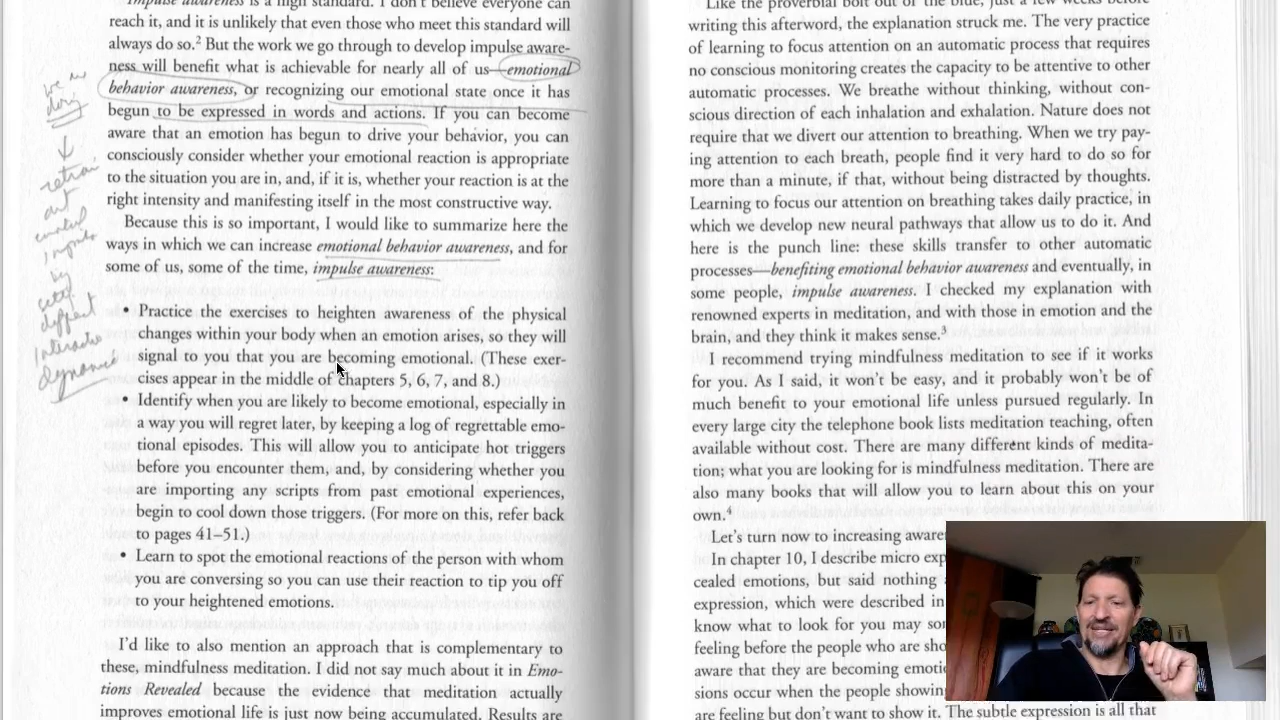 Impulse awareness is a high standard. I don't believe everyone can
reach it, and it is unlikely that even those who meet this standard will
always do so.² But the work we go through to develop impulse aware-
ness will benefit what is achievable for nearly all of us—emotional
behavior awareness, or recognizing our emotional state once it has
begun to be expressed in words and actions. If you can become
aware that an emotion has begun to drive your behavior, you can
consciously consider whether your emotional reaction is appropriate
to the situation you are in, and, if it is, whether your reaction is at the
right intensity and manifesting itself in the most constructive way.
Because this is so important, I would like to summarize here the
ways in which we can increase emotional behavior awareness, and for
some of us, some of the time, impulse awareness:
• Practice the exercises to heighten awareness of the physical
changes within your body when an emotion arises, so they will
signal to you that you are becoming emotional. (These exer-
cises appear in the middle of chapters 5, 6, 7, and 8.)
• Identify when you are likely to become emotional, especially in
a way you will regret later, by keeping a log of regrettable emo-
tional episodes. This will allow you to anticipate hot triggers
before you encounter them, and, by considering whether you
are importing any scripts from past emotional experiences,
begin to cool down those triggers. (For more on this, refer back
to pages 41–51.)
• Learn to spot the emotional reactions of the person with whom
you are conversing so you can use their reaction to tip you off
to your heightened emotions.
I'd like to also mention an approach that is complementary to
these, mindfulness meditation. I did not say much about it in Emo-
tions Revealed because the evidence that meditation actually
improves emotional life is just now being accumulated. Results are
Like the proverbial bolt out of the blue, just a few weeks before
writing this afterword, the explanation struck me. The very practice
of learning to focus attention on an automatic process that requires
no conscious monitoring creates the capacity to be attentive to other
automatic processes. We breathe without thinking, without con-
scious direction of each inhalation and exhalation. Nature does not
require that we divert our attention to breathing. When we try pay-
ing attention to each breath, people find it very hard to do so for
more than a minute, if that, without being distracted by thoughts.
Learning to focus our attention on breathing takes daily practice, in
which we develop new neural pathways that allow us to do it. And
here is the punch line: these skills transfer to other automatic
processes—benefiting emotional behavior awareness and eventually, in
some people, impulse awareness. I checked my explanation with
renowned experts in meditation, and with those in emotion and the
brain, and they think it makes sense.³
I recommend trying mindfulness meditation to see if it works
for you. As I said, it won't be easy, and it probably won't be of
much benefit to your emotional life unless pursued regularly. In
every large city the telephone book lists meditation teaching, often
available without cost. There are many different kinds of medita-
tion; what you are looking for is mindfulness meditation. There are
also many books that will allow you to learn about this on your
own.⁴
Let's turn now to increasing aware
In chapter 10, I describe micro exp
cealed emotions, but said nothing
expression, which were described in
know what to look for you may so
feeling before the people who are sho
aware that they are becoming emoti
sions occur when the people showin
are feeling but don't want to show it. The subtle expression is all that